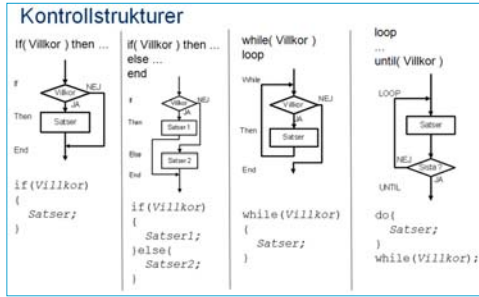 Kontrollstrukturer
If( Villkor ) then ...
If
Villkor
NEJ
JA
Then
Satser
End
if(Villkor)
{
Satser;
}
if( Villkor ) then ...
else ...
end
If
Villkor
NEJ
JA
Then
Satser 1
Else
Satser 2
End
if(Villkor)
{
Satser1;
}else{
Satser2;
}
while( Villkor )
loop
While
Villkor
NEJ
JA
Then
Satser
End
while(Villkor)
{
Satser;
}
loop
...
until( Villkor )
LOOP
Satser
NEJ
Sista ?
JA
UNTIL
do{
Satser;
}
while(Villkor);